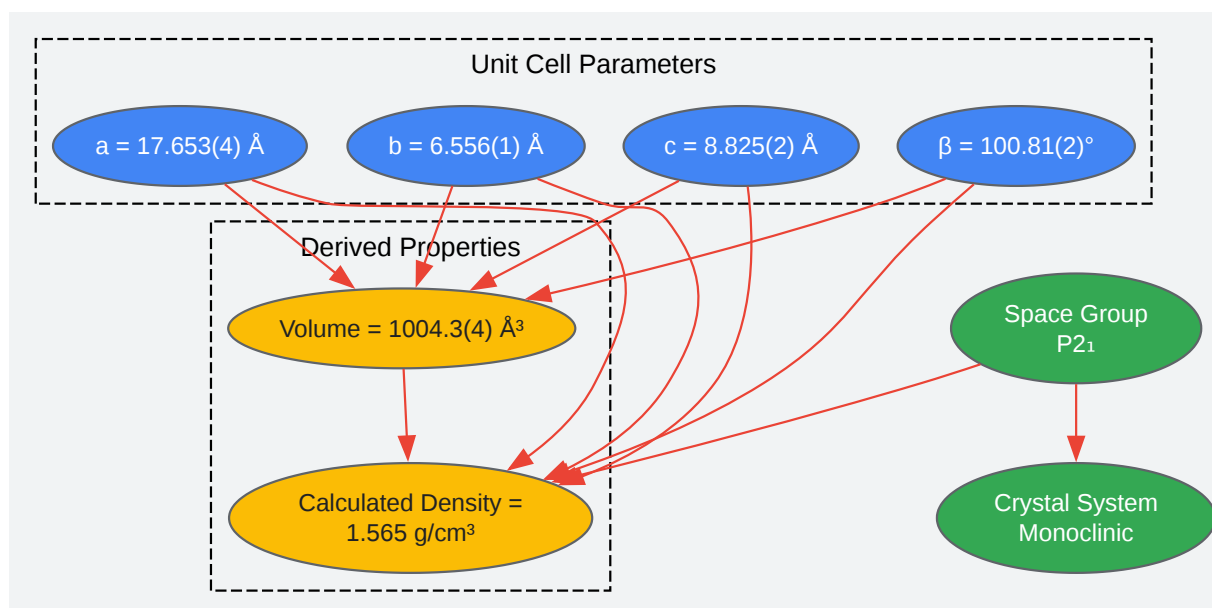 Unit Cell Parameters
a = 17.653(4) Å
b = 6.556(1) Å
c = 8.825(2) Å
β = 100.81(2)°
Derived Properties
Volume = 1004.3(4) Å³
Space Group
P2₁
Calculated Density =
1.565 g/cm³
Crystal System
Monoclinic